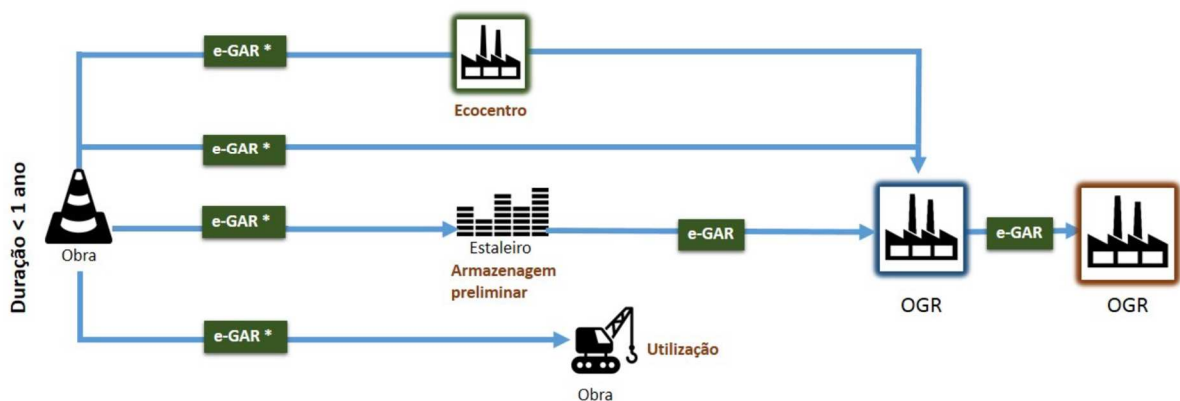 e-GAR *
Ecocentro
e-GAR *
Duração < 1 ano
Obra
e-GAR *
Estaleiro
Armazenagem
preliminar
e-GAR
OGR
e-GAR
OGR
e-GAR *
Utilização
Obra